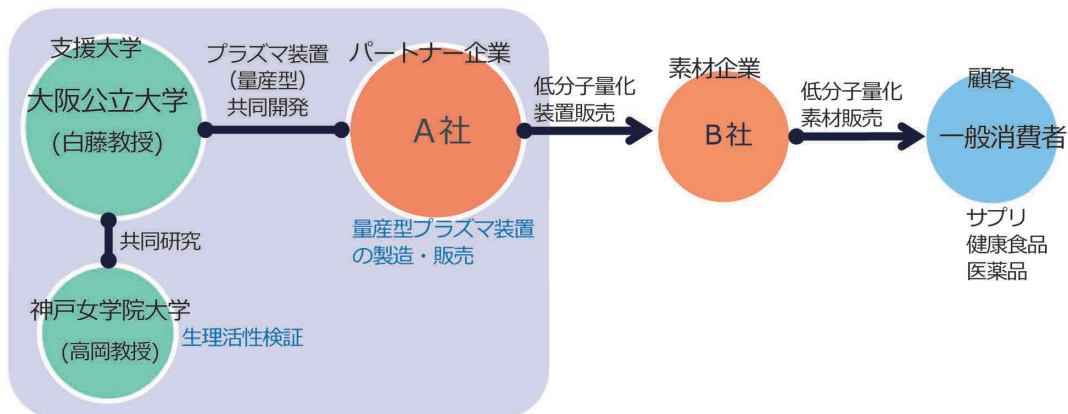 支援大学
大阪公立大学
(白藤教授)
プラズマ装置
(量産型)
共同開発
パートナー企業
A社
量産型プラズマ装置
の製造・販売
共同研究
神戸女学院大学
(高岡教授)
生理活性検証
低分子量化
装置販売
素材企業
B社
低分子量化
素材販売
顧客
一般消費者
サプリ
健康食品
医薬品